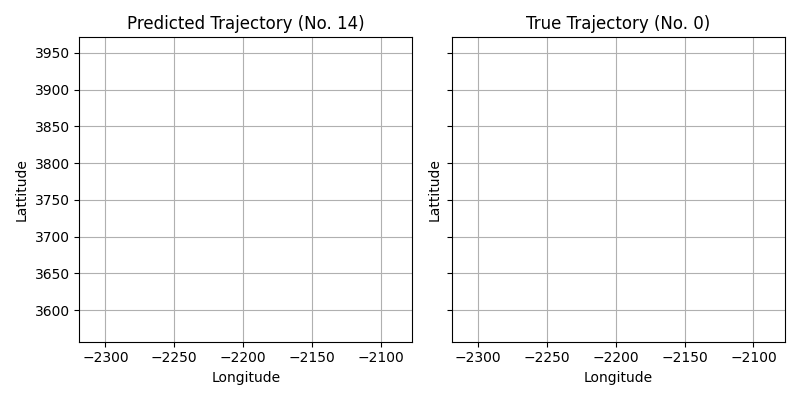 Predicted Trajectory (No. 14)
True Trajectory (No. 0)
Lattitude
3950
3900
3850
3800
3750
3700
3650
3600
−2300 −2250 −2200 −2150 −2100
Longitude
Lattitude
−2300 −2250 −2200 −2150 −2100
Longitude